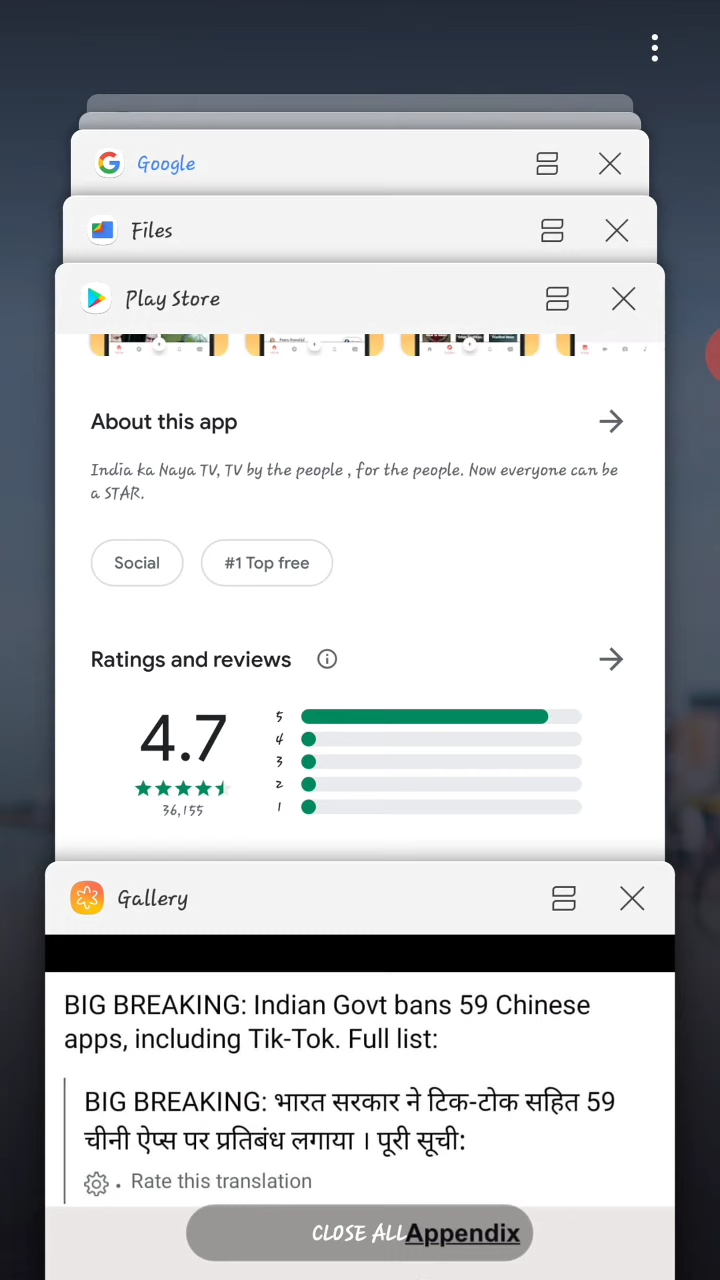 Google
Files
Play Store
About this app
India ka Naya TV, TV by the people , for the people. Now everyone can be
a STAR.
Social
#1 Top free
Ratings and reviews
4.7
36,155
5
4
3
2
1
Gallery
BIG BREAKING: Indian Govt bans 59 Chinese
apps, including Tik-Tok. Full list:
BIG BREAKING: भारत सरकार ने टिक-टोक सहित 59
चीनी ऐप्स पर प्रतिबंध लगाया । पूरी सूची:
Rate this translation
CLOSE ALL
Appendix